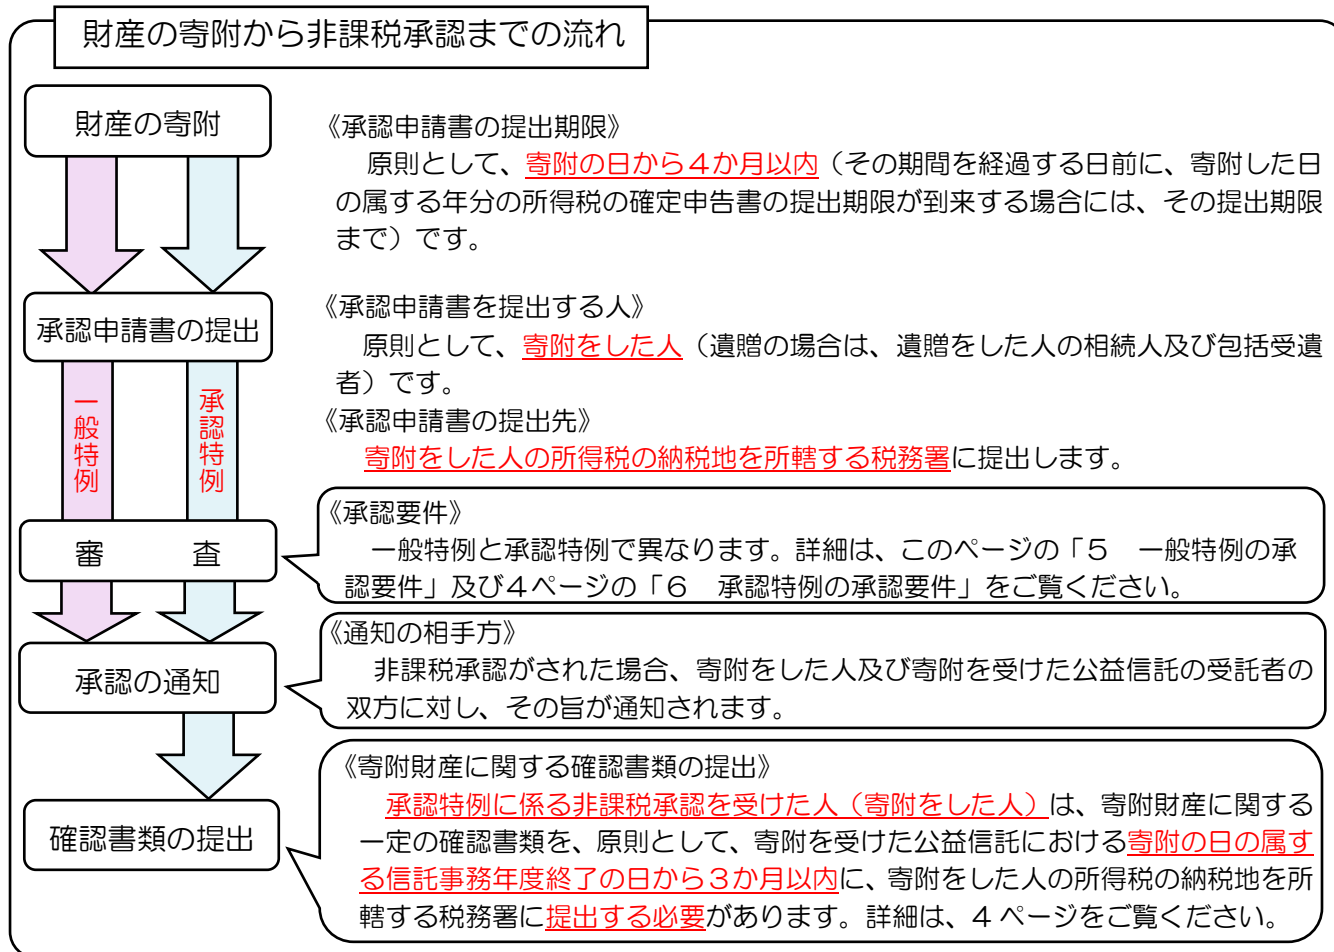 財産の寄附から非課税承認までの流れ
財産の寄附
《承認申請書の提出期限》
原則として、寄附の日から４か月以内（その期間を経過する日前に、寄附した日
の属する年分の所得税の確定申告書の提出期限が到来する場合には、その提出期限
まで）です。
承認申請書の提出
《承認申請書を提出する人》
原則として、寄附をした人（遺贈の場合は、遺贈をした人の相続人及び包括受遺
者）です。
《承認申請書の提出先》
寄附をした人の所得税の納税地を所轄する税務署に提出します。
一般特例
承認特例
審　　査
《承認要件》
一般特例と承認特例で異なります。詳細は、このページの「５　一般特例の承
認要件」及び４ページの「６　承認特例の承認要件」をご覧ください。
承認の通知
《通知の相手方》
非課税承認がされた場合、寄附をした人及び寄附を受けた公益信託の受託者の
双方に対し、その旨が通知されます。
確認書類の提出
《寄附財産に関する確認書類の提出》
承認特例に係る非課税承認を受けた人（寄附をした人）は、寄附財産に関する
一定の確認書類を、原則として、寄附を受けた公益信託における寄附の日の属す
る信託事務年度終了の日から３か月以内に、寄附をした人の所得税の納税地を所
轄する税務署に提出する必要があります。詳細は、4 ページをご覧ください。